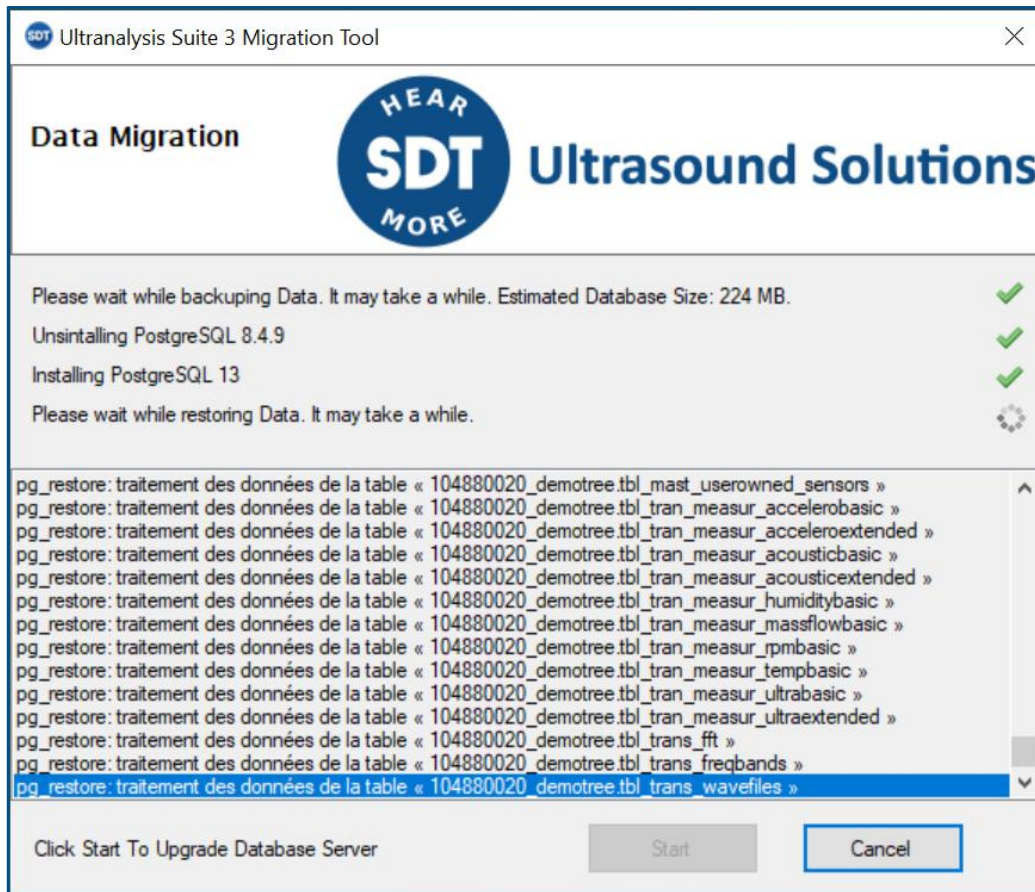 SDT Ultranalysis Suite 3 Migration Tool
Data Migration
HEAR
SDT
MORE
Ultrasound Solutions
Please wait while backuping Data. It may take a while. Estimated Database Size: 224 MB.
Unsintalling PostgreSQL 8.4.9
Installing PostgreSQL 13
Please wait while restoring Data. It may take a while.
pg_restore: traitement des données de la table « 104880020_demotree.tbl_mast_userowned_sensors »
pg_restore: traitement des données de la table « 104880020_demotree.tbl_tran_measur_accelerobasic »
pg_restore: traitement des données de la table « 104880020_demotree.tbl_tran_measur_acceleroextended »
pg_restore: traitement des données de la table « 104880020_demotree.tbl_tran_measur_acousticbasic »
pg_restore: traitement des données de la table « 104880020_demotree.tbl_tran_measur_acousticextended »
pg_restore: traitement des données de la table « 104880020_demotree.tbl_tran_measur_humiditybasic »
pg_restore: traitement des données de la table « 104880020_demotree.tbl_tran_measur_massflowbasic »
pg_restore: traitement des données de la table « 104880020_demotree.tbl_tran_measur_rpmbasic »
pg_restore: traitement des données de la table « 104880020_demotree.tbl_tran_measur_tempbasic »
pg_restore: traitement des données de la table « 104880020_demotree.tbl_tran_measur_ultrabasic »
pg_restore: traitement des données de la table « 104880020_demotree.tbl_tran_measur_ultraextended »
pg_restore: traitement des données de la table « 104880020_demotree.tbl_trans_fft »
pg_restore: traitement des données de la table « 104880020_demotree.tbl_trans_freqbands »
pg_restore: traitement des données de la table « 104880020_demotree.tbl_trans_wavefiles »
Click Start To Upgrade Database Server
Start
Cancel